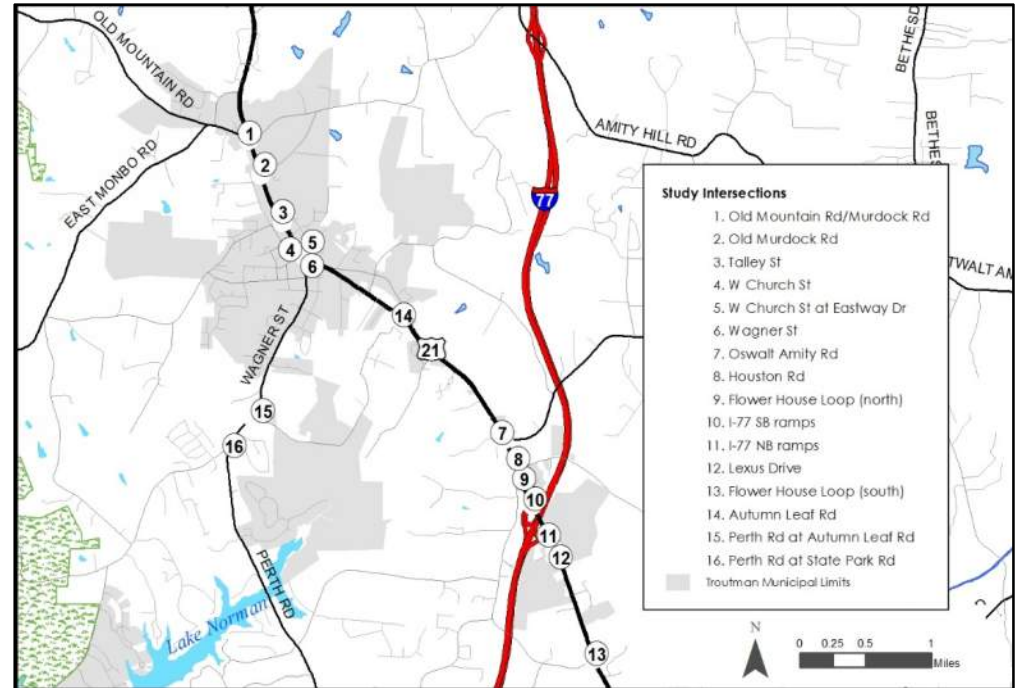 OLD MOUNTAIN RD
EAST MONBO RD
AMITY HILL RD
BETHESD
BETHES
TWALT AM
77
1
2
3
4
5
6
14
21
WAGNER ST
15
16
7
8
9
10
11
12
13
PERTH RD
Lake Norman
Study Intersections
1. Old Mountain Rd/Murdock Rd
2. Old Murdock Rd
3. Talley St
4. W Church St
5. W Church St at Eastway Dr
6. Wagner St
7. Oswalt Amity Rd
8. Houston Rd
9. Flower House Loop (north)
10. I-77 SB ramps
11. I-77 NB ramps
12. Lexus Drive
13. Flower House Loop (south)
14. Autumn Leaf Rd
15. Perth Rd at Autumn Leaf Rd
16. Perth Rd at State Park Rd
Troutman Municipal Limits
N
0 0.25 0.5 1
Miles